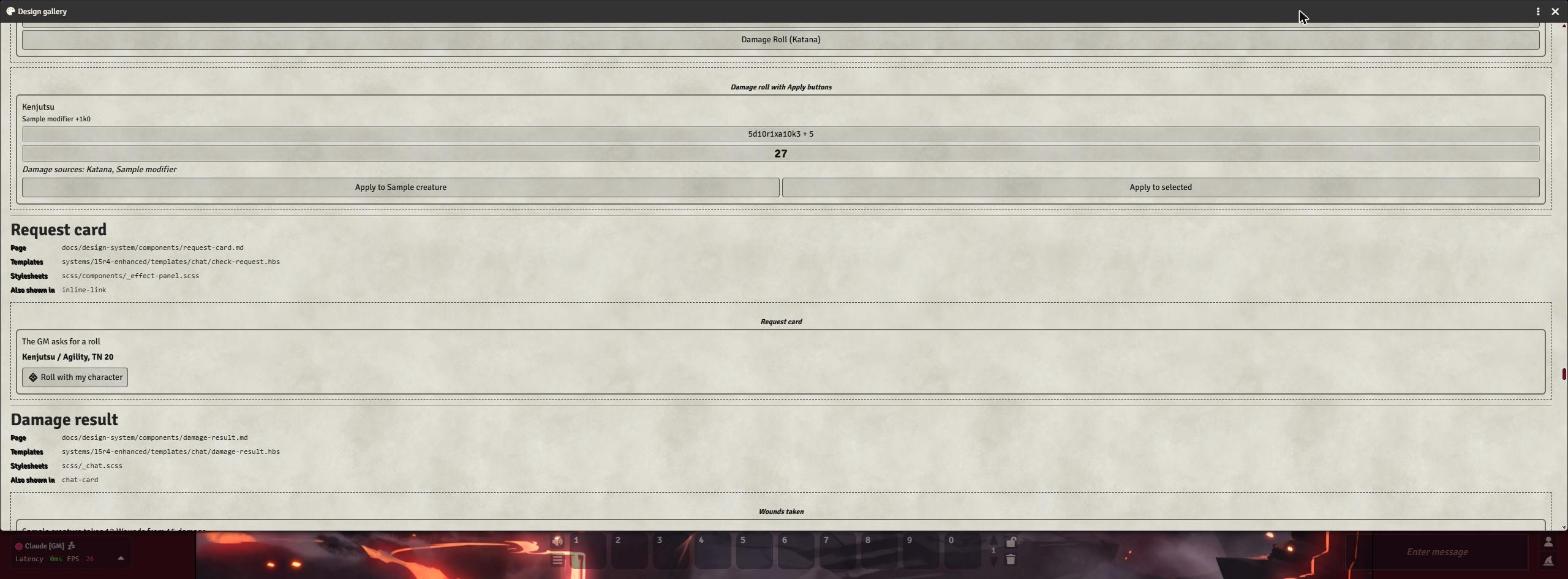 Design gallery
Damage Roll (Katana)
Damage roll with Apply buttons
Kenjutsu
Sample modifier +1k0
5d10r1xa10k3 + 5
27
Damage sources: Katana, Sample modifier
Apply to Sample creature
Apply to selected
Request card
Page docs/design-system/components/request-card.md
Templates systems/l5r4-enhanced/templates/chat/check-request.hbs
Stylesheets scss/components/_effect-panel.scss
Also shown in inline-link
Request card
The GM asks for a roll
Kenjutsu / Agility, TN 20
Roll with my character
Damage result
Page docs/design-system/components/damage-result.md
Templates systems/l5r4-enhanced/templates/chat/damage-result.hbs
Stylesheets scss/_chat.scss
Also shown in chat-card
Wounds taken
Claude [GM]
Latency 0ms FPS 26
1 2 3 4 5 6 7 8 9 0
1
Enter message